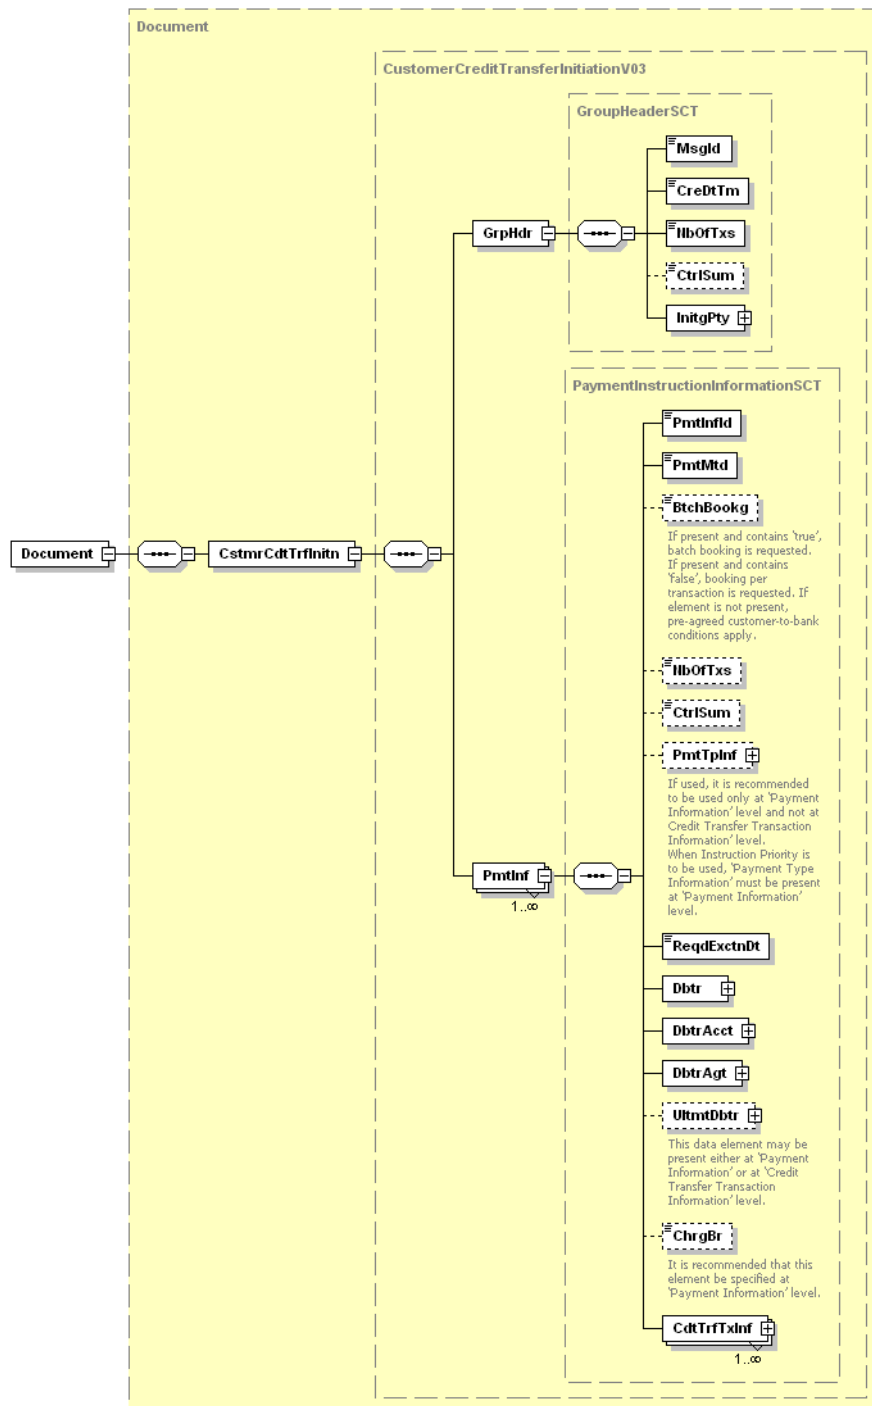 Document
CustomerCreditTransferInitiationV03
GroupHeaderSCT
MsgId
CreDtTm
GrpHdr
NbOfTxs
CtrlSum
InitgPty
PaymentInstructionInformationSCT
PmtInfId
PmtMtd
BtchBookg
If present and contains 'true',
batch booking is requested.
If present and contains
'false', booking per
transaction is requested. If
element is not present,
pre-agreed customer-to-bank
conditions apply.
Document
CstmrCdtTrfInitn
NbOfTxs
CtrlSum
PmtTpInf
If used, it is recommended
to be used only at 'Payment
Information' level and not at
Credit Transfer Transaction
Information' level.
When Instruction Priority is
to be used, 'Payment Type
Information' must be present
at 'Payment Information'
level.
PmtInf
1..∞
ReqdExctnDt
Dbtr
DbtrAcct
DbtrAgt
UltmtDbtr
This data element may be
present either at 'Payment
Information' or at 'Credit
Transfer Transaction
Information' level.
ChrgBr
It is recommended that this
element be specified at
'Payment Information' level.
CdtTrfTxInf
1..∞